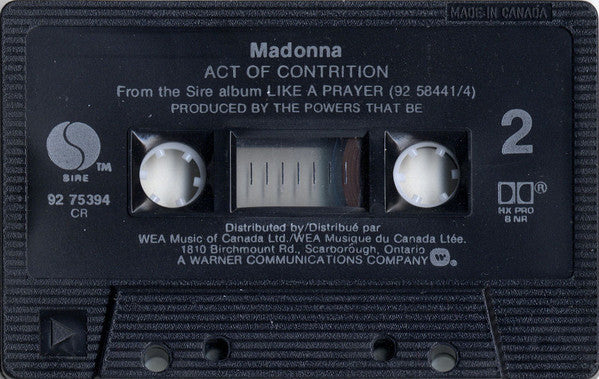 MADE IN CANADA
Madonna
ACT OF CONTRITION
From the Sire album LIKE A PRAYER (92 58441/4)
PRODUCED BY THE POWERS THAT BE
2
SIRE
TM
92 75394
CR
®
HX PRO
B NR
Distributed by/Distribué par
WEA Music of Canada Ltd./WEA Musique du Canada Ltée.
1810 Birchmount Rd., Scarborough, Ontario
A WARNER COMMUNICATIONS COMPANY